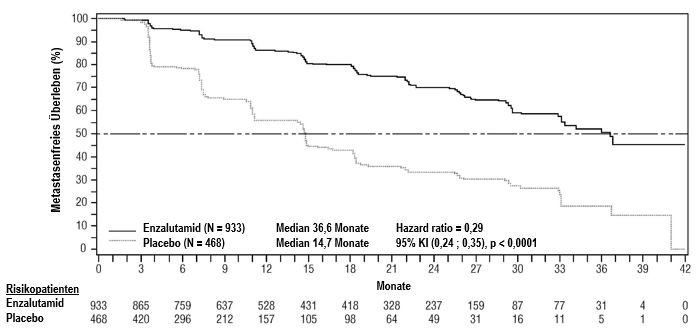 Metastasenfreies Überleben (%)
100
90
80
70
60
50
40
30
20
10
0
Enzalutamid (N = 933) Median 36,6 Monate Hazard ratio = 0,29
Placebo (N = 468) Median 14,7 Monate 95% KI (0,24 ; 0,35), p < 0,0001
0 3 6 9 12 15 18 21 24 27 30 33 36 39 42
Monate
Risikopatienten
Enzalutamid 933 865 759 637 528 431 418 328 237 159 87 77 31 4 0
Placebo 468 420 296 212 157 105 98 64 49 31 16 11 5 1 0